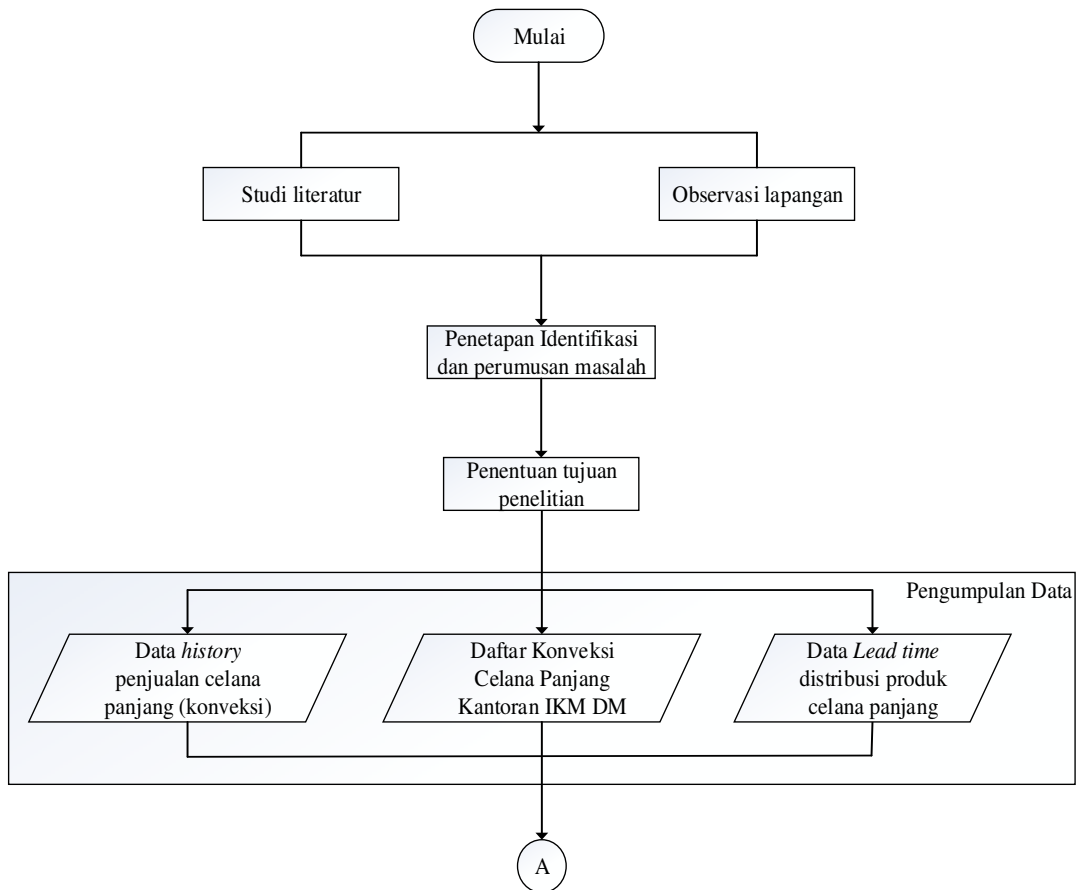 Mulai
Studi literatur
Observasi lapangan
Penetapan Identifikasi
dan perumusan masalah
Penentuan tujuan
penelitian
Pengumpulan Data
Data history
penjualan celana
panjang (konveksi)
Daftar Konveksi
Celana Panjang
Kantoran IKM DM
Data Lead time
distribusi produk
celana panjang
A